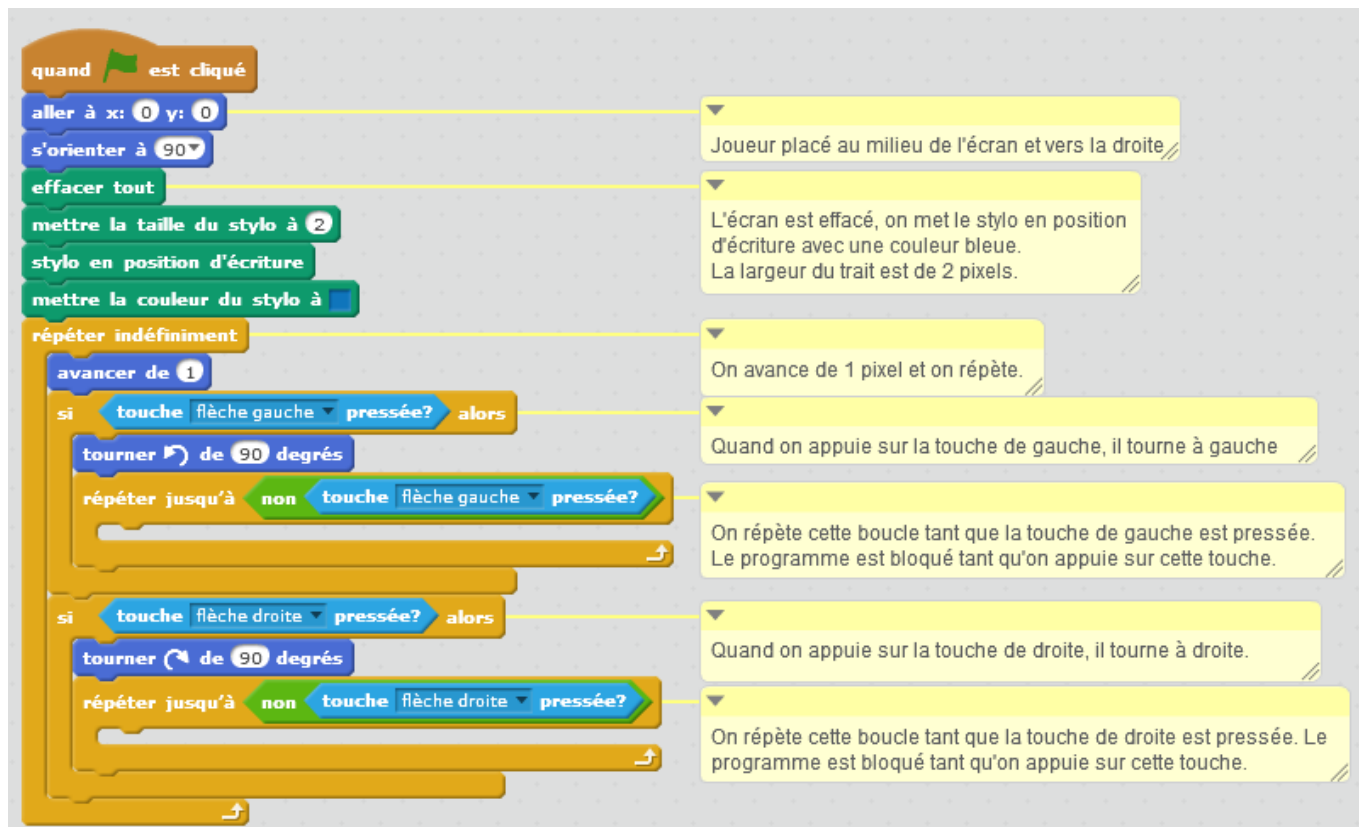 quand est cliqué
aller à x: 0 y: 0
Joueur placé au milieu de l'écran et vers la droite
s'orienter à 90
effacer tout
L'écran est effacé, on met le stylo en position
d'écriture avec une couleur bleue.
La largeur du trait est de 2 pixels.
mettre la taille du stylo à 2
stylo en position d'écriture
mettre la couleur du stylo à
répéter indéfiniment
On avance de 1 pixel et on répète.
avancer de 1
si touche flèche gauche pressée? alors
Quand on appuie sur la touche de gauche, il tourne à gauche
tourner de 90 degrés
répéter jusqu'à non touche flèche gauche pressée?
On répète cette boucle tant que la touche de gauche est pressée.
Le programme est bloqué tant qu'on appuie sur cette touche.
si touche flèche droite pressée? alors
Quand on appuie sur la touche de droite, il tourne à droite.
tourner de 90 degrés
répéter jusqu'à non touche flèche droite pressée?
On répète cette boucle tant que la touche de droite est pressée. Le
programme est bloqué tant qu'on appuie sur cette touche.